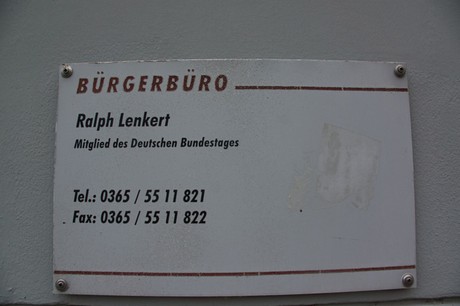 BÜRGERBÜRO
Ralph Lenkert
Mitglied des Deutschen Bundestages
Tel.: 0365 / 55 11 821
Fax: 0365 / 55 11 822